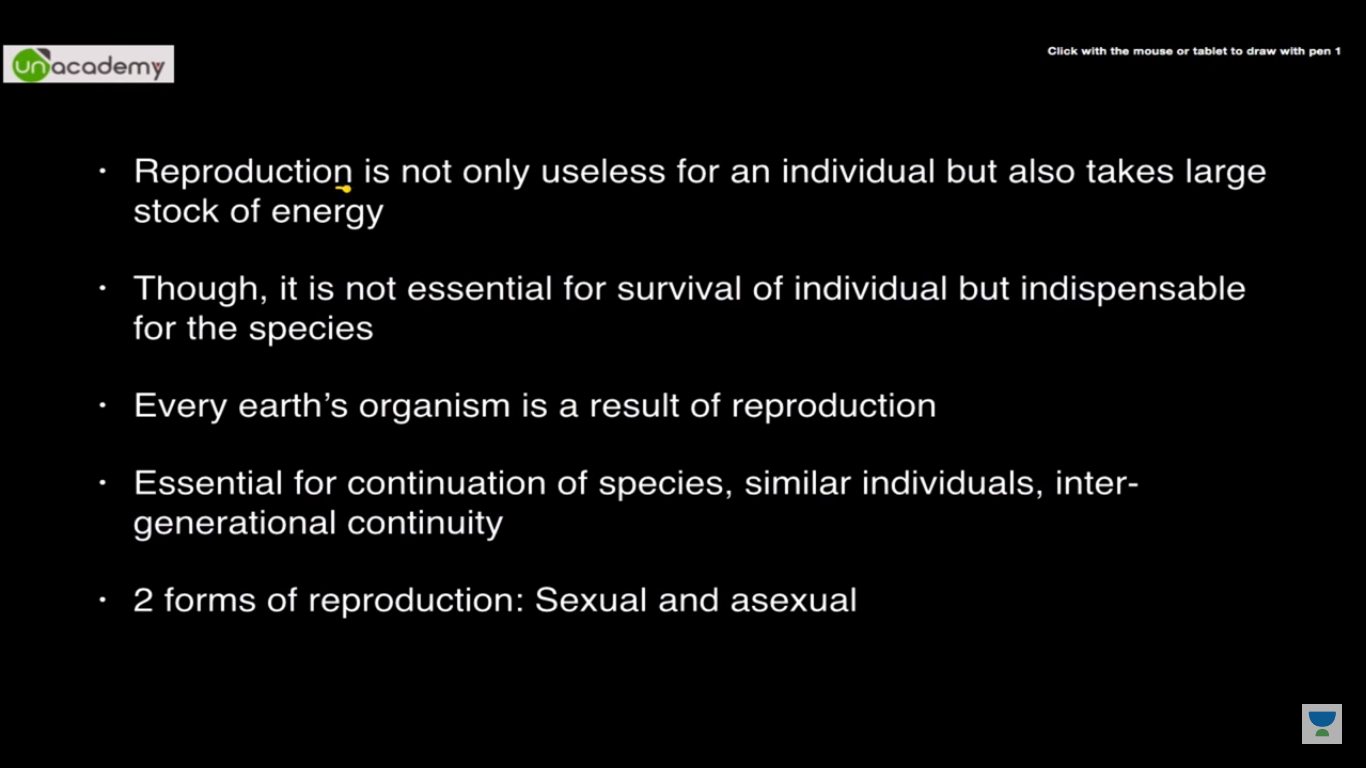 Click with the mouse or tablet to draw with pen 1
unacademy
· Reproduction is not only useless for an individual but also takes large
stock of energy
· Though, it is not essential for survival of individual but indispensable
for the species
· Every earth’s organism is a result of reproduction
· Essential for continuation of species, similar individuals, inter-
generational continuity
· 2 forms of reproduction: Sexual and asexual